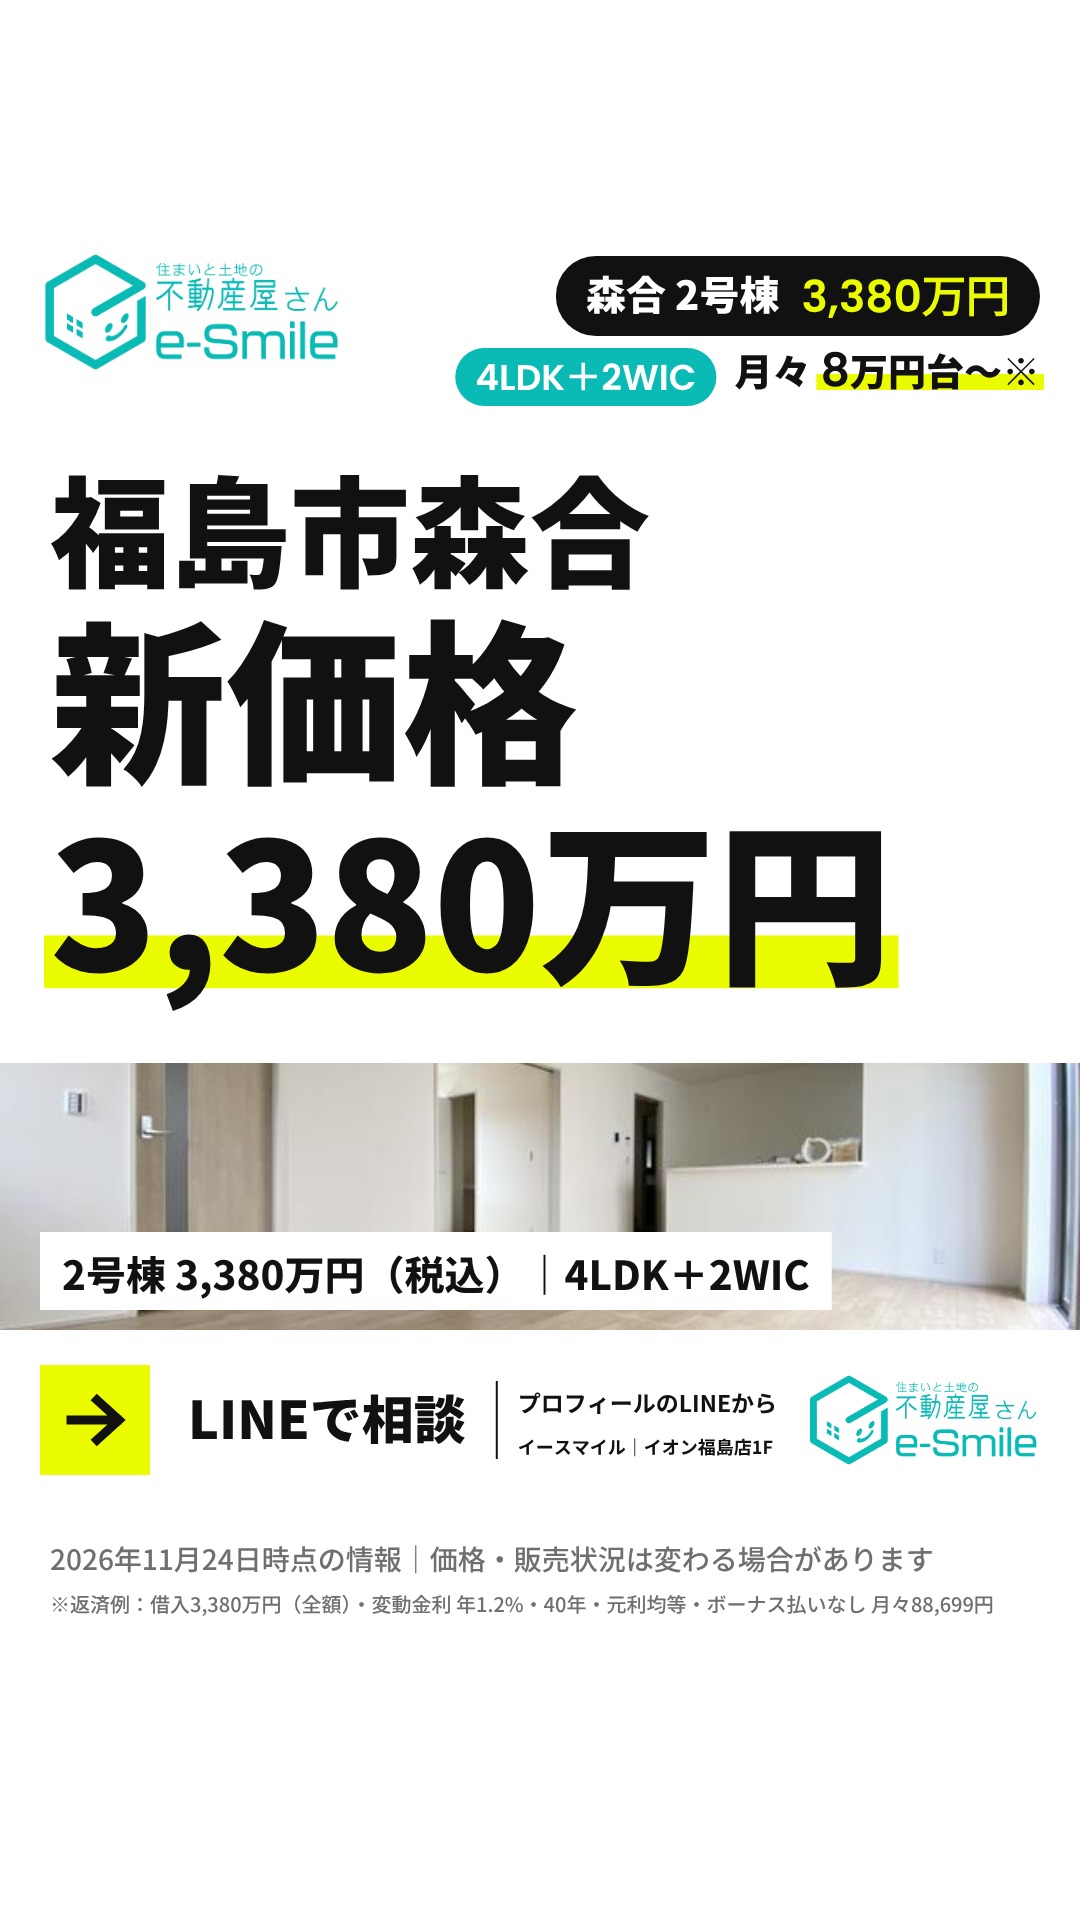 住まいと土地の
不動産屋さん
e-Smile
森合 2号棟 3,380万円
4LDK＋2WIC 月々 8万円台〜※
福島市森合
新価格
3,380万円
2号棟 3,380万円（税込）｜4LDK＋2WIC
LINEで相談
プロフィールのLINEから
イースマイル｜イオン福島店1F
住まいと土地の
不動産屋さん
e-Smile
2026年11月24日時点の情報｜価格・販売状況は変わる場合があります
※返済例：借入3,380万円（全額）・変動金利 年1.2%・40年・元利均等・ボーナス払いなし 月々88,699円